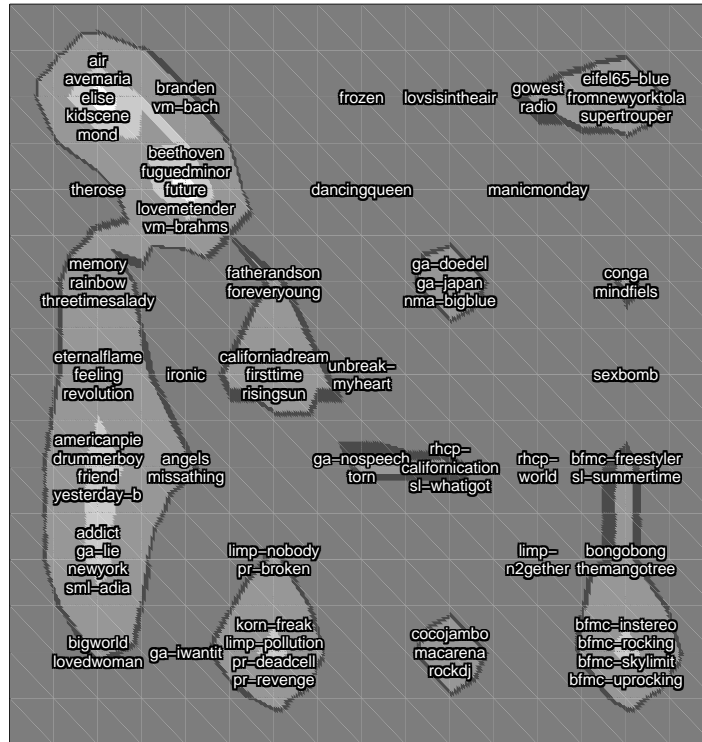 air
avemaria
elise
kidscene
mond
branden
vm-bach
frozen
lovsisintheair
gowest
radio
eifel65-blue
fromnewyorktola
supertrouper
therose
beethoven
fuguedminor
future
lovemetender
vm-brahms
dancingqueen
manicmonday
memory
rainbow
threetimesalady
fatherandson
foreveryoung
ga-doedel
ga-japan
nma-bigblue
conga
mindfiels
eternalflame
feeling
revolution
ironic
californiadream
firsttime
risingsun
unbreak-
myheart
sexbomb
americanpie
drummerboy
friend
yesterday-b
angels
missathing
ga-nospeech
torn
rhcp-
californication
sl-whatigot
rhcp-
world
bfmc-freestyler
sl-summertime
addict
ga-lie
newyork
sml-adia
limp-nobody
pr-broken
limp-
n2gether
bongobong
themangotree
bigworld
lovedwoman
ga-iwantit
korn-freak
limp-pollution
pr-deadcell
pr-revenge
cocojambo
macarena
rockdj
bfmc-instereo
bfmc-rocking
bfmc-skylimit
bfmc-uprocking